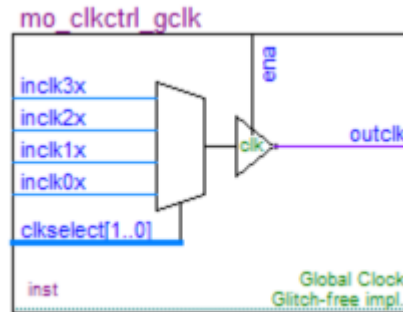 mo_clkctrl_gclk
ena
inclk3x
inclk2x
inclk1x
inclk0x
clk
outclk
clkselect[1..0]
inst
Global Clock
Glitch-free impl.